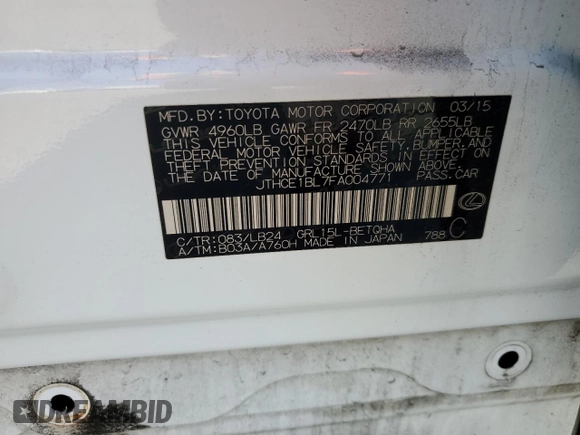 MFD. BY: TOYOTA MOTOR CORPORATION 03/15
GVWR 4960LB GAWR FR 2470LB RR 2655LB
THIS VEHICLE CONFORMS TO ALL APPLICABLE
FEDERAL MOTOR VEHICLE SAFETY, BUMPER,
AND THEFT PREVENTION STANDARDS IN EFFECT ON
THE DATE OF MANUFACTURE SHOWN ABOVE.
JTHCE1BL7FA004771 PASS.CAR
C/TR: 083/LB24 GRL15L-BETQHA
A/TM: B03A/A760H MADE IN JAPAN 788 C
DREAMBID